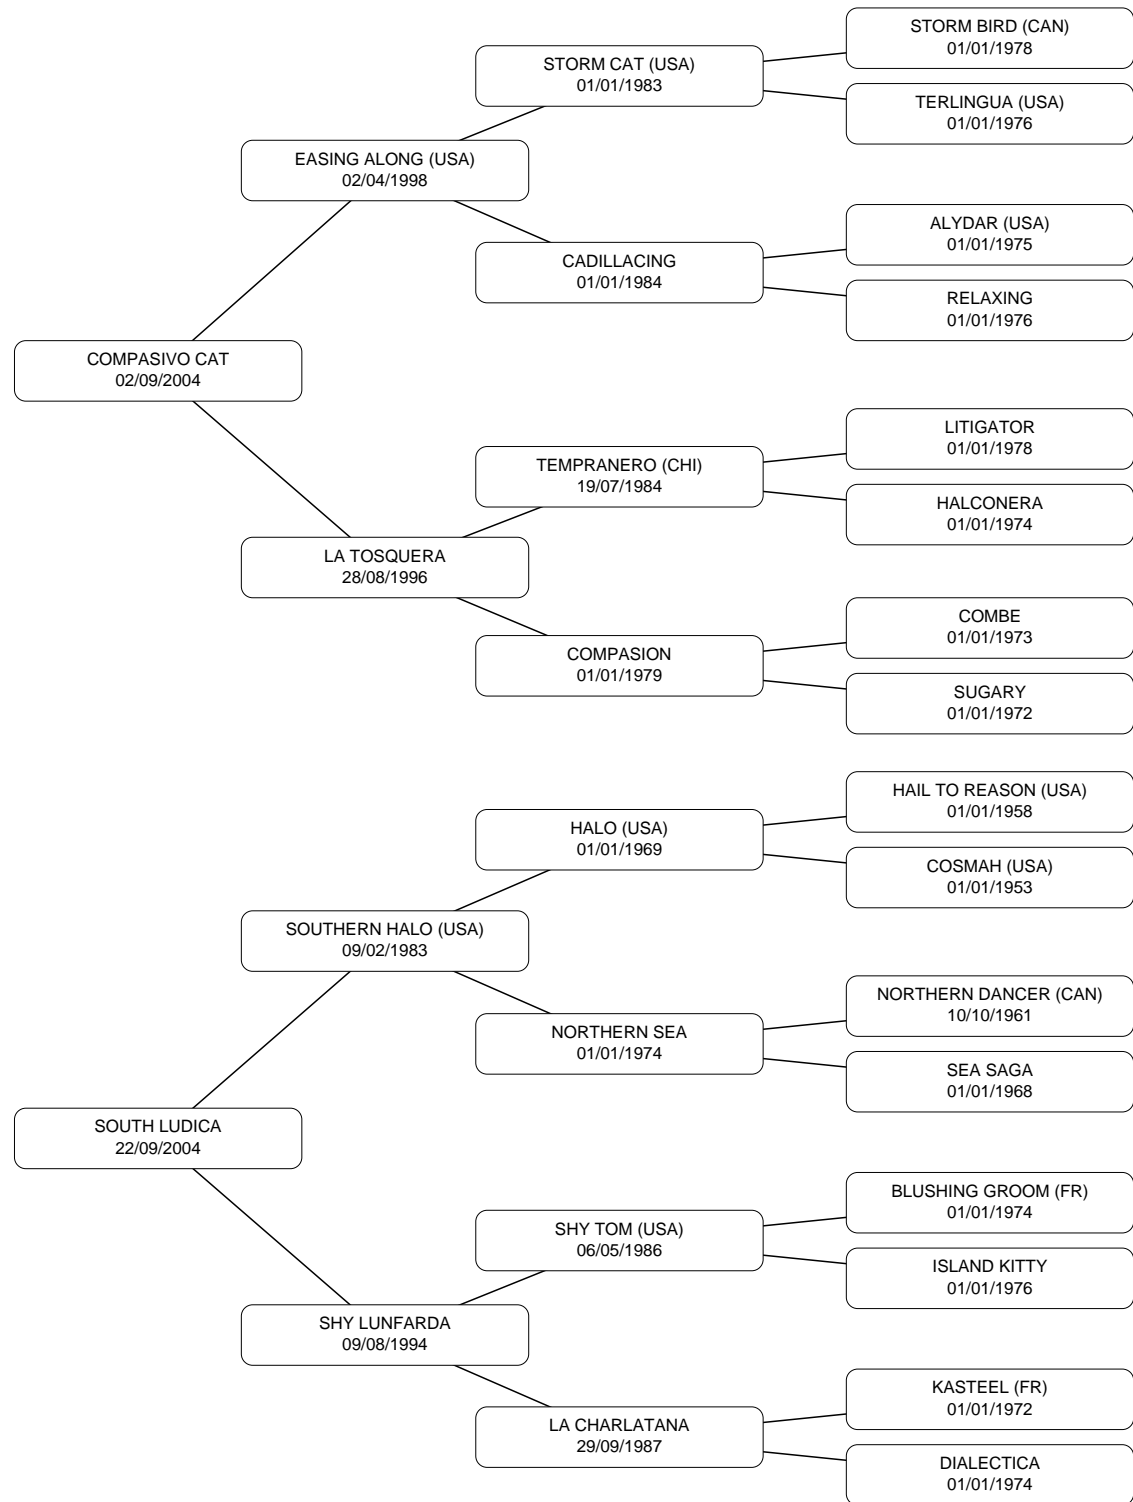 STORM BIRD (CAN)
01/01/1978
STORM CAT (USA)
01/01/1983
TERLINGUA (USA)
01/01/1976
EASING ALONG (USA)
02/04/1998
ALYDAR (USA)
01/01/1975
CADILLACING
01/01/1984
RELAXING
01/01/1976
COMPASIVO CAT
02/09/2004
LITIGATOR
01/01/1978
TEMPRANERO (CHI)
19/07/1984
HALCONERA
01/01/1974
LA TOSQUERA
28/08/1996
COMBE
01/01/1973
COMPASION
01/01/1979
SUGARY
01/01/1972
HAIL TO REASON (USA)
01/01/1958
HALO (USA)
01/01/1969
COSMAH (USA)
01/01/1953
SOUTHERN HALO (USA)
09/02/1983
NORTHERN DANCER (CAN)
10/10/1961
NORTHERN SEA
01/01/1974
SEA SAGA
01/01/1968
SOUTH LUDICA
22/09/2004
BLUSHING GROOM (FR)
01/01/1974
SHY TOM (USA)
06/05/1986
ISLAND KITTY
01/01/1976
SHY LUNFARDA
09/08/1994
KASTEEL (FR)
01/01/1972
LA CHARLATANA
29/09/1987
DIALECTICA
01/01/1974